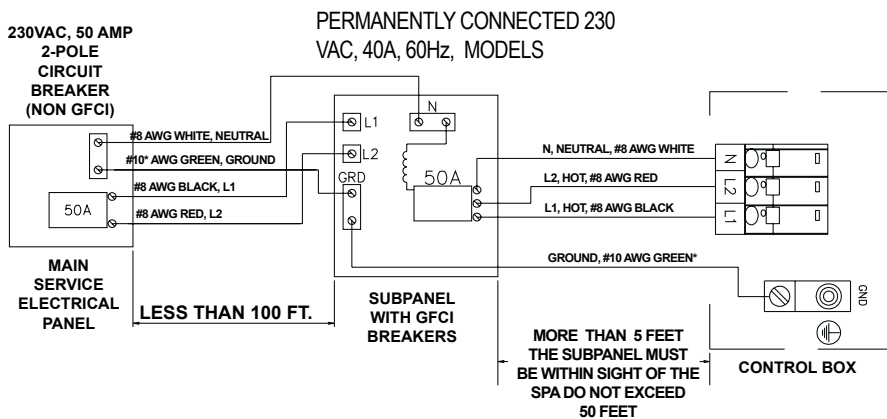 PERMANENTLY CONNECTED 230
VAC, 40A, 60Hz, MODELS
230VAC, 50 AMP
2-POLE
CIRCUIT
BREAKER
(NON GFCI)
#8 AWG WHITE, NEUTRAL
#10* AWG GREEN, GROUND
#8 AWG BLACK, L1
#8 AWG RED, L2
50A
MAIN
SERVICE
ELECTRICAL
PANEL
LESS THAN 100 FT.
L1
L2
GRD
N
50A
SUBPANEL
WITH GFCI
BREAKERS
N, NEUTRAL, #8 AWG WHITE
L2, HOT, #8 AWG RED
L1, HOT, #8 AWG BLACK
GROUND, #10 AWG GREEN*
MORE THAN 5 FEET
THE SUBPANEL MUST
BE WITHIN SIGHT OF THE
SPA DO NOT EXCEED
50 FEET
N
L2
L1
GND
CONTROL BOX